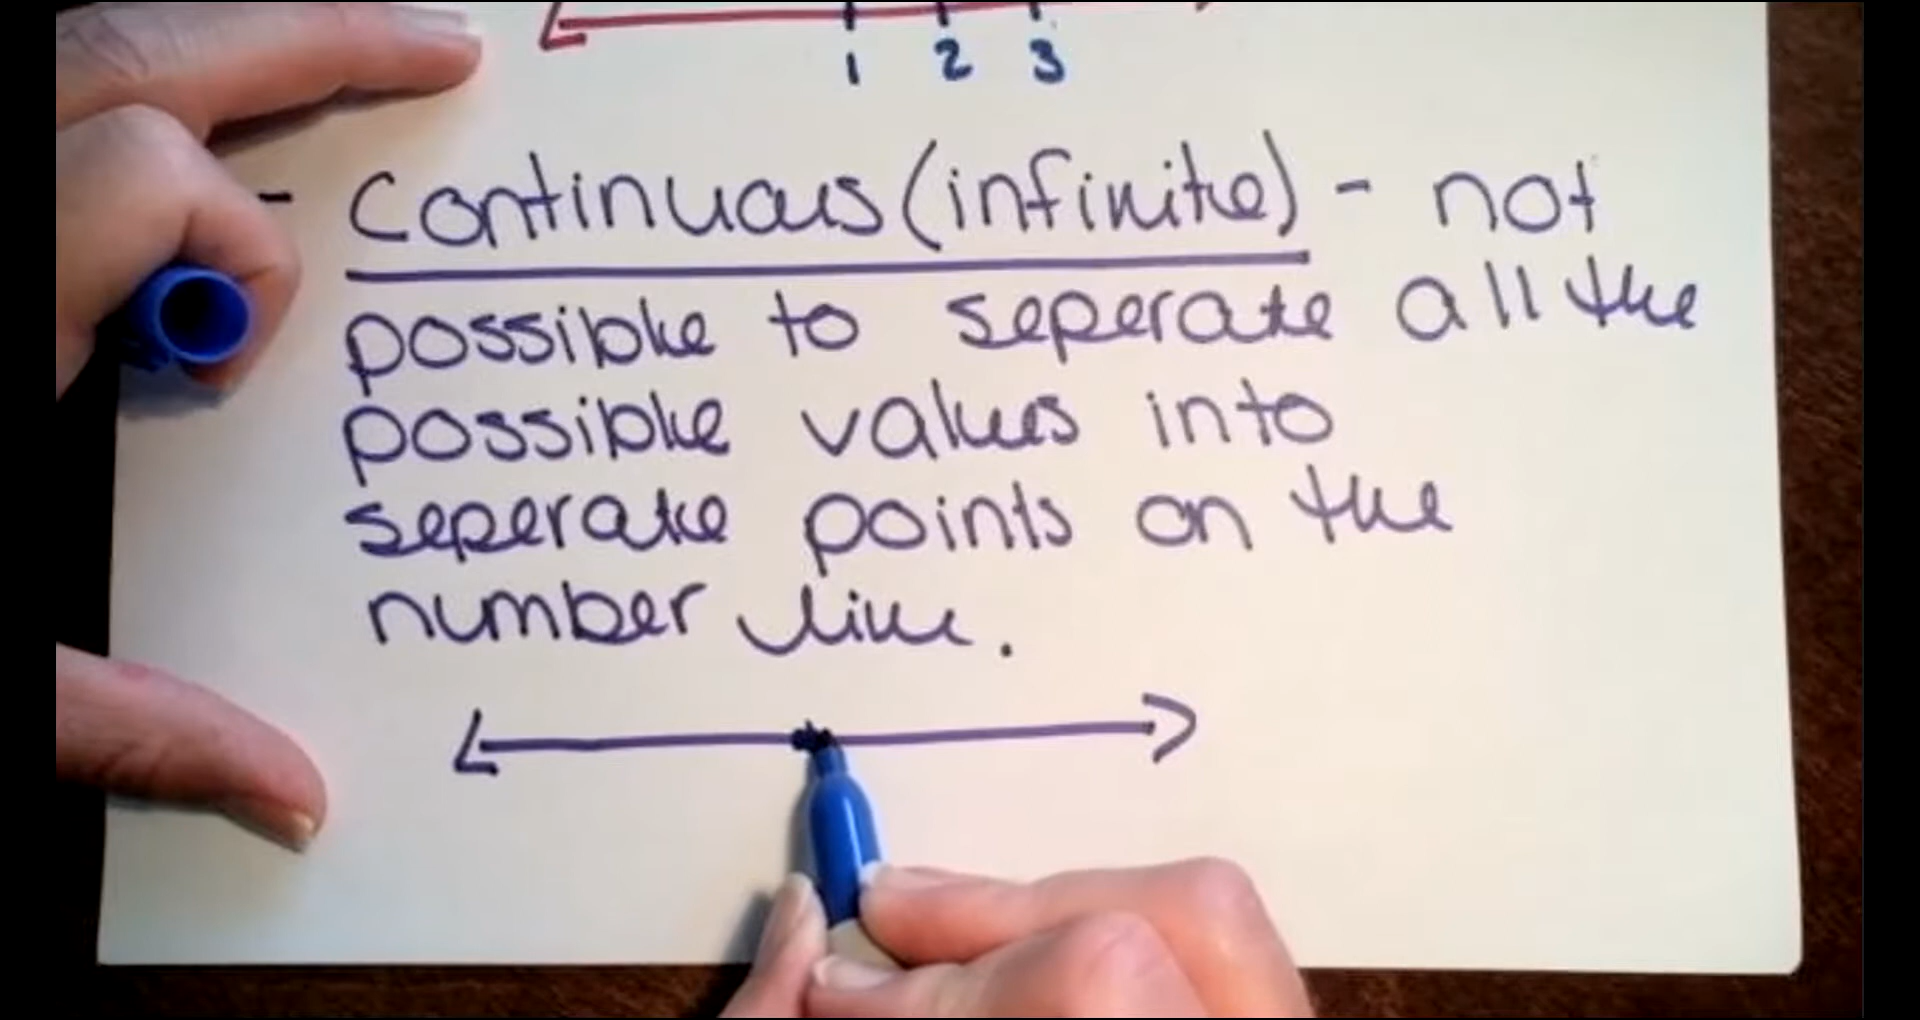 1 2 3
- Continuous (infinite) - not
possible to seperate all the
possible values into
seperate points on the
number line.